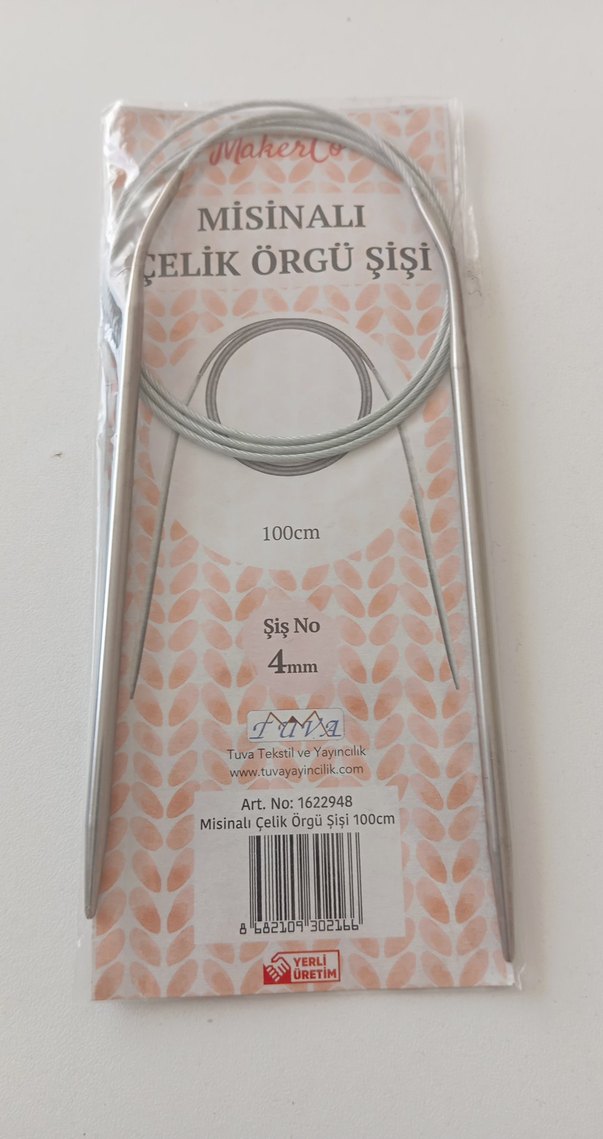 MakerCo
MİSİNALI
ÇELİK ÖRGÜ ŞİŞİ
100cm
Şiş No
4mm
TUVA
Tuva Tekstil ve Yayıncılık
www.tuvayayincilik.com
Art. No: 1622948
Misinalı Çelik Örgü Şişi 100cm
8 682109 302166
YERLİ
ÜRETİM